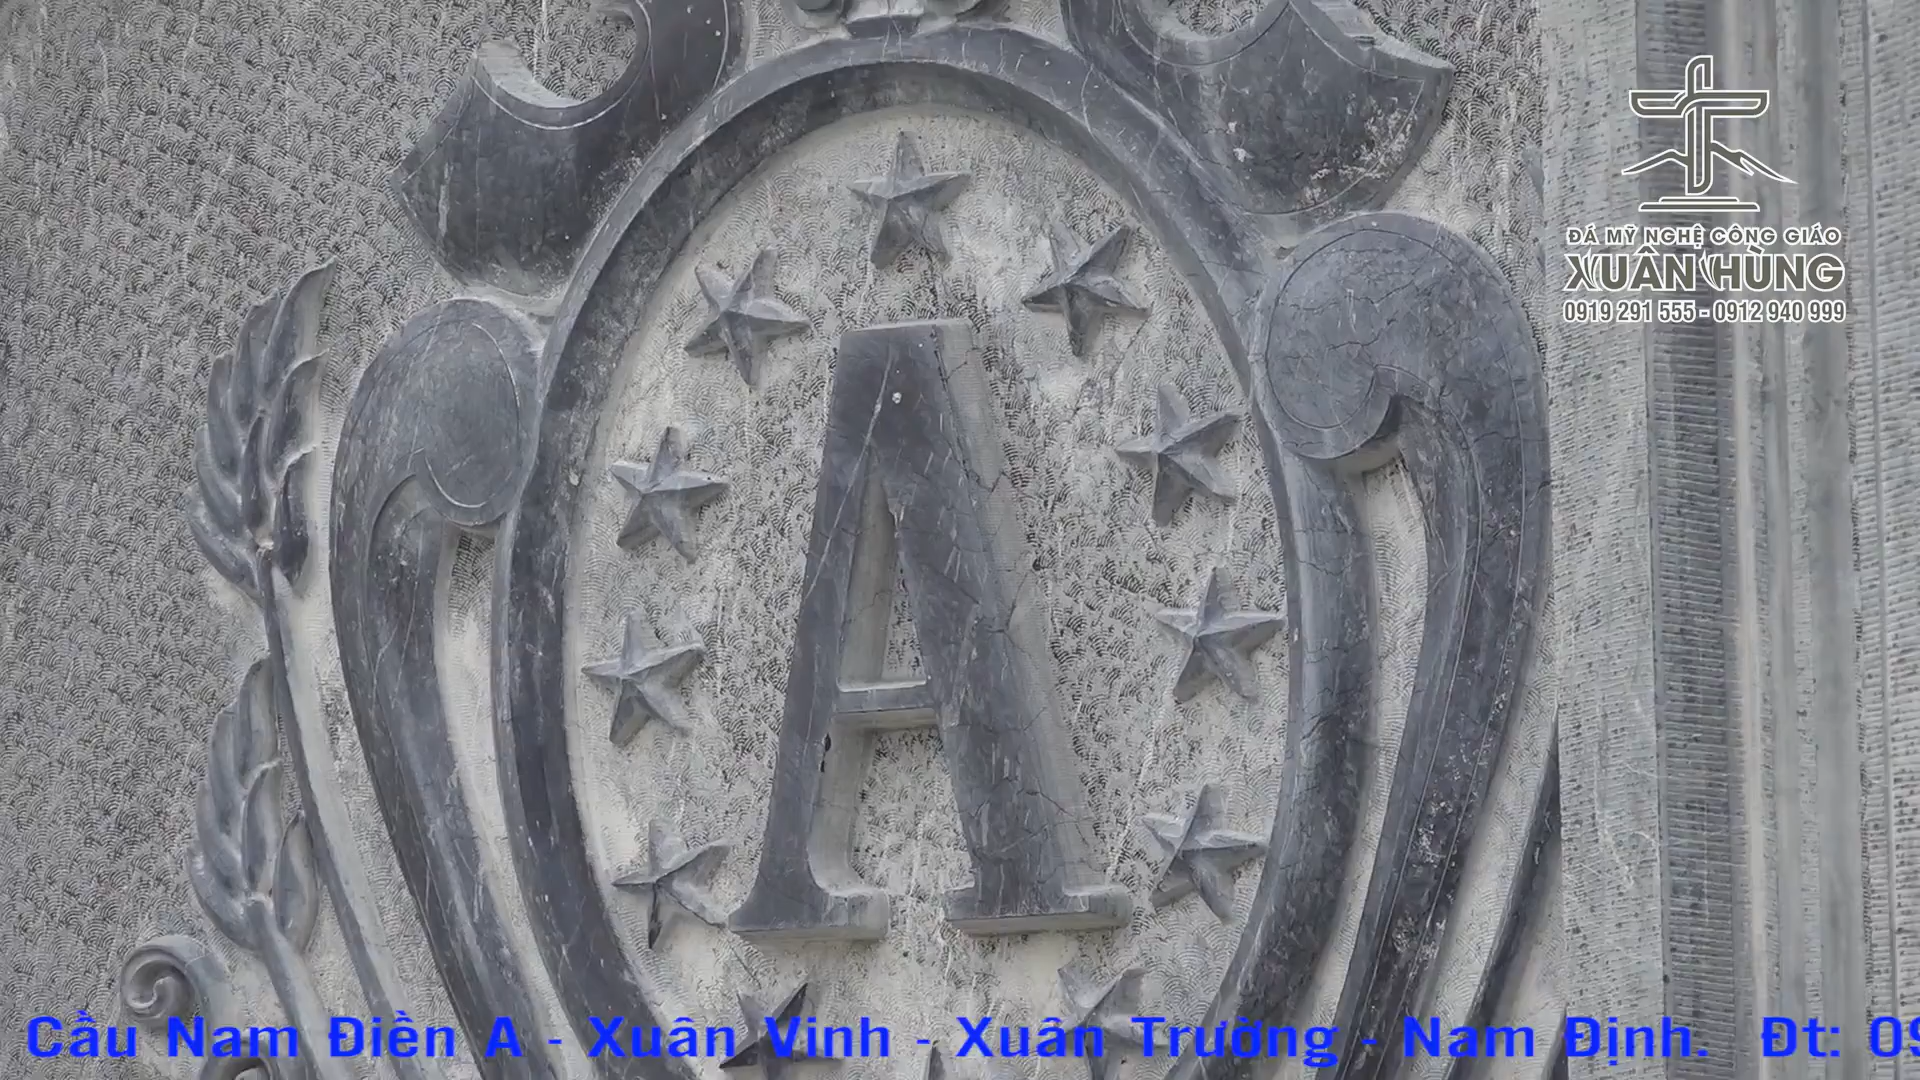 ĐÁ MỸ NGHỆ CÔNG GIÁO
XUÂN HÙNG
0919 291 555 - 0912 940 999
A
Cầu Nam Điền A - Xuân Vinh - Xuân Trường - Nam Định. Đt: 09